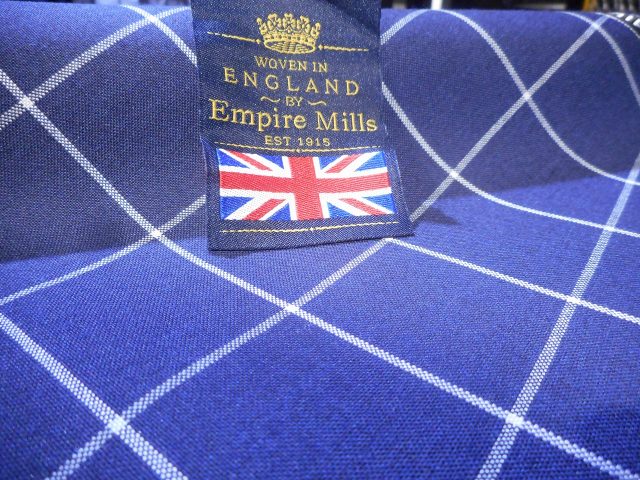 WOVEN IN
ENGLAND
~ BY ~
Empire Mills
EST 1915